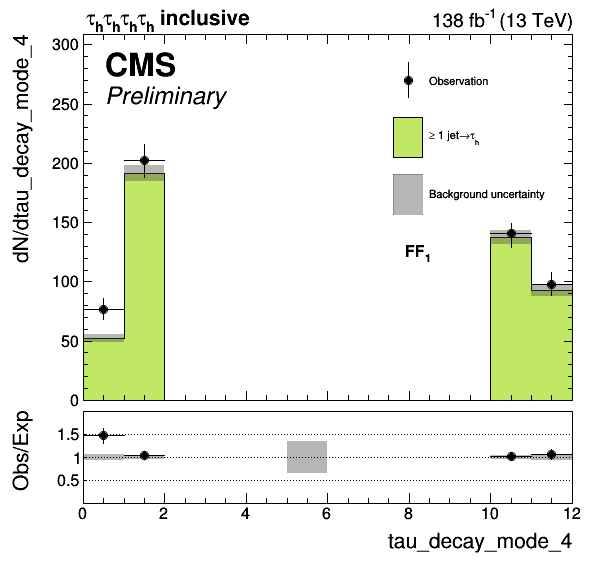 τhτhτhτh inclusive
138 fb-1 (13 TeV)
CMS
Preliminary
Observation
≥ 1 jet→τh
Background uncertainty
FF1
dN/dtau_decay_mode_4
300
250
200
150
100
50
0
Obs/Exp
1.5
1
0.5
0 2 4 6 8 10 12
tau_decay_mode_4